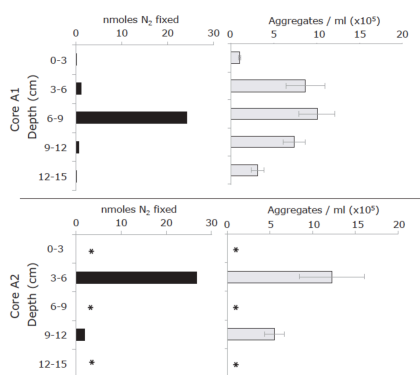 nmoles N₂ fixed
Aggregates / ml (x10⁵)
0 10 20 30
0 5 10 15 20
Core A1
Depth (cm)
0-3
3-6
6-9
9-12
12-15
nmoles N₂ fixed
Aggregates / ml (x10⁵)
0 10 20 30
0 5 10 15 20
Core A2
Depth (cm)
0-3 * *
3-6
6-9 * *
9-12
12-15 * *